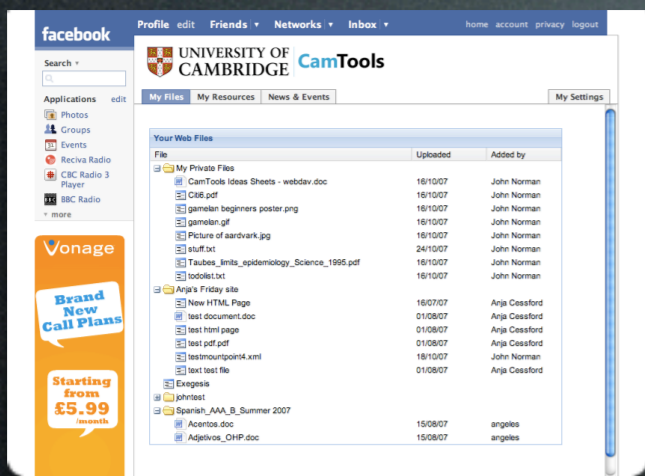 facebook
Profile edit Friends Networks Inbox
home account privacy logout
Search
Applications edit
Photos
Groups
Events
Reciva Radio
CBC Radio 3
Player
BBC Radio
more
Vonage
Brand
New
Call Plans
Starting
from
£5.99
/month
UNIVERSITY OF
CAMBRIDGE
CamTools
My Files My Resources News & Events My Settings
Your Web Files
File Uploaded Added by
My Private Files
CamTools Ideas Sheets - webdav.doc 16/10/07 John Norman
Citi6.pdf 16/10/07 John Norman
gamelan beginners poster.png 16/10/07 John Norman
gamelan.gif 16/10/07 John Norman
Picture of aardvark.jpg 16/10/07 John Norman
stuff.txt 24/10/07 John Norman
Taubes_limits_epidemiology_Science_1995.pdf 16/10/07 John Norman
todolist.txt 16/10/07 John Norman
Anja's Friday site
New HTML Page 16/07/07 Anja Cessford
test document.doc 01/08/07 Anja Cessford
test html page 01/08/07 Anja Cessford
test pdf.pdf 01/08/07 Anja Cessford
testmountpoint4.xml 18/10/07 John Norman
text test file 01/08/07 Anja Cessford
Exegesis
johntest
Spanish_AAA_B_Summer 2007
Acentos.doc 15/08/07 angeles
Adjetivos_OHP.doc 15/08/07 angeles